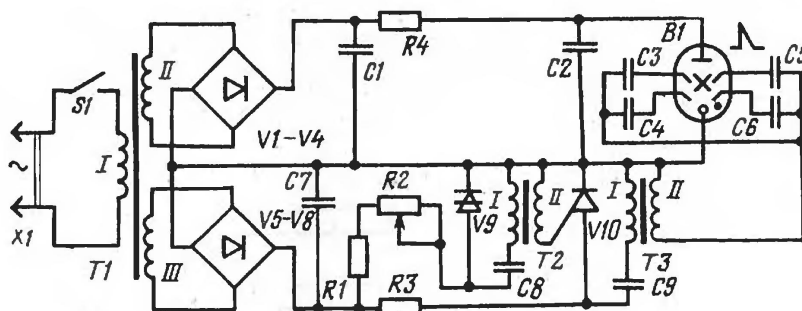 R4
B1
C3
C5
S1
II
C1
C2
C4
C6
V1-V4
~
I
C7
R2
I
II
I
II
V5-V8
V9
V10
X1
III
T1
R1
R3
C8
T2
T3
C9